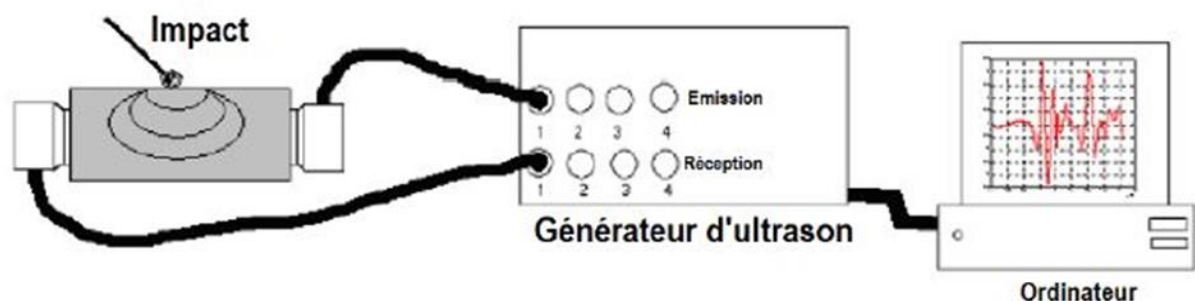 Impact
Emission
1 2 3 4
Réception
1 2 3 4
Générateur d'ultrason
Ordinateur